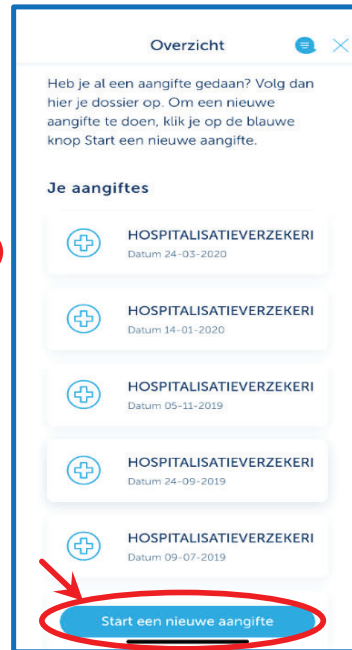 Overzicht
Heb je al een aangifte gedaan? Volg dan
hier je dossier op. Om een nieuwe
aangifte te doen, klik je op de blauwe
knop Start een nieuwe aangifte.
Je aangiftes
HOSPITALISATIEVERZEKERI
Datum 24-03-2020
HOSPITALISATIEVERZEKERI
Datum 14-01-2020
HOSPITALISATIEVERZEKERI
Datum 05-11-2019
HOSPITALISATIEVERZEKERI
Datum 24-09-2019
HOSPITALISATIEVERZEKERI
Datum 09-07-2019
Start een nieuwe aangifte